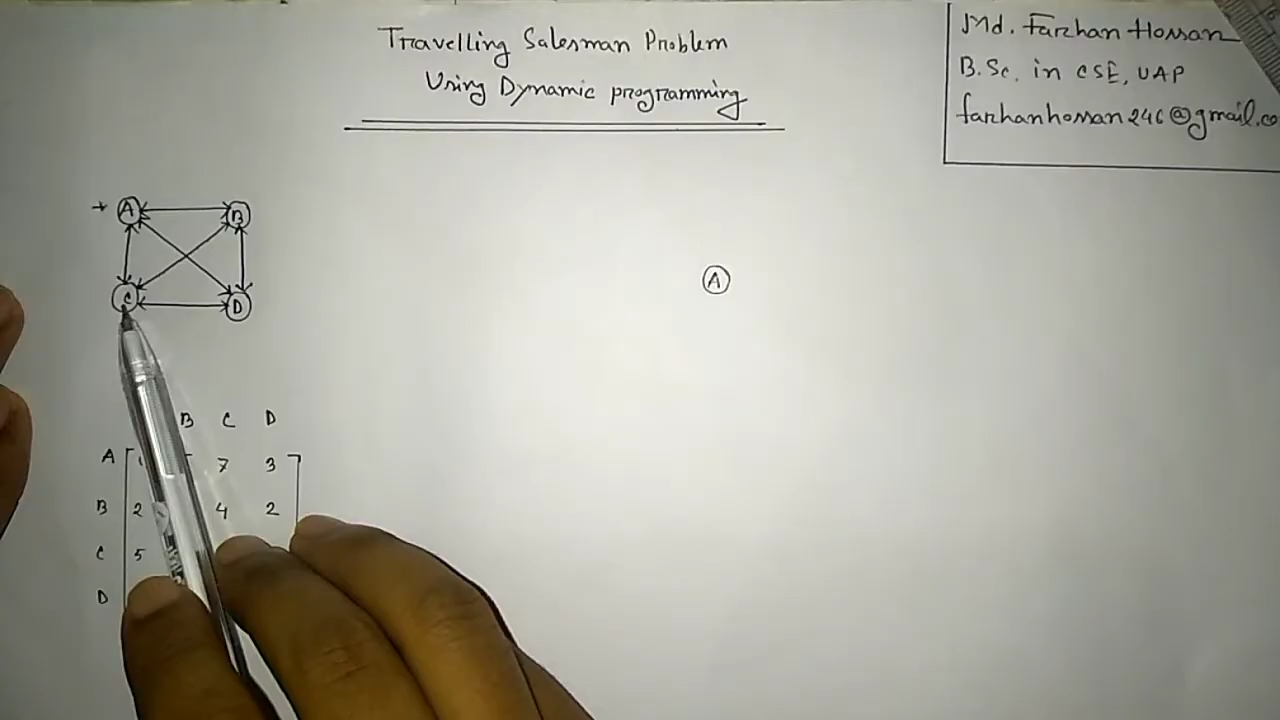 Travelling Salesman Problem
Using Dynamic programming
Md. Farhan Hossan
B.Sc. in CSE, UAP
farhanhossan246@gmail.co
A B
C D
A
B C D
A 7 3
B 2 4 2
C 5
D